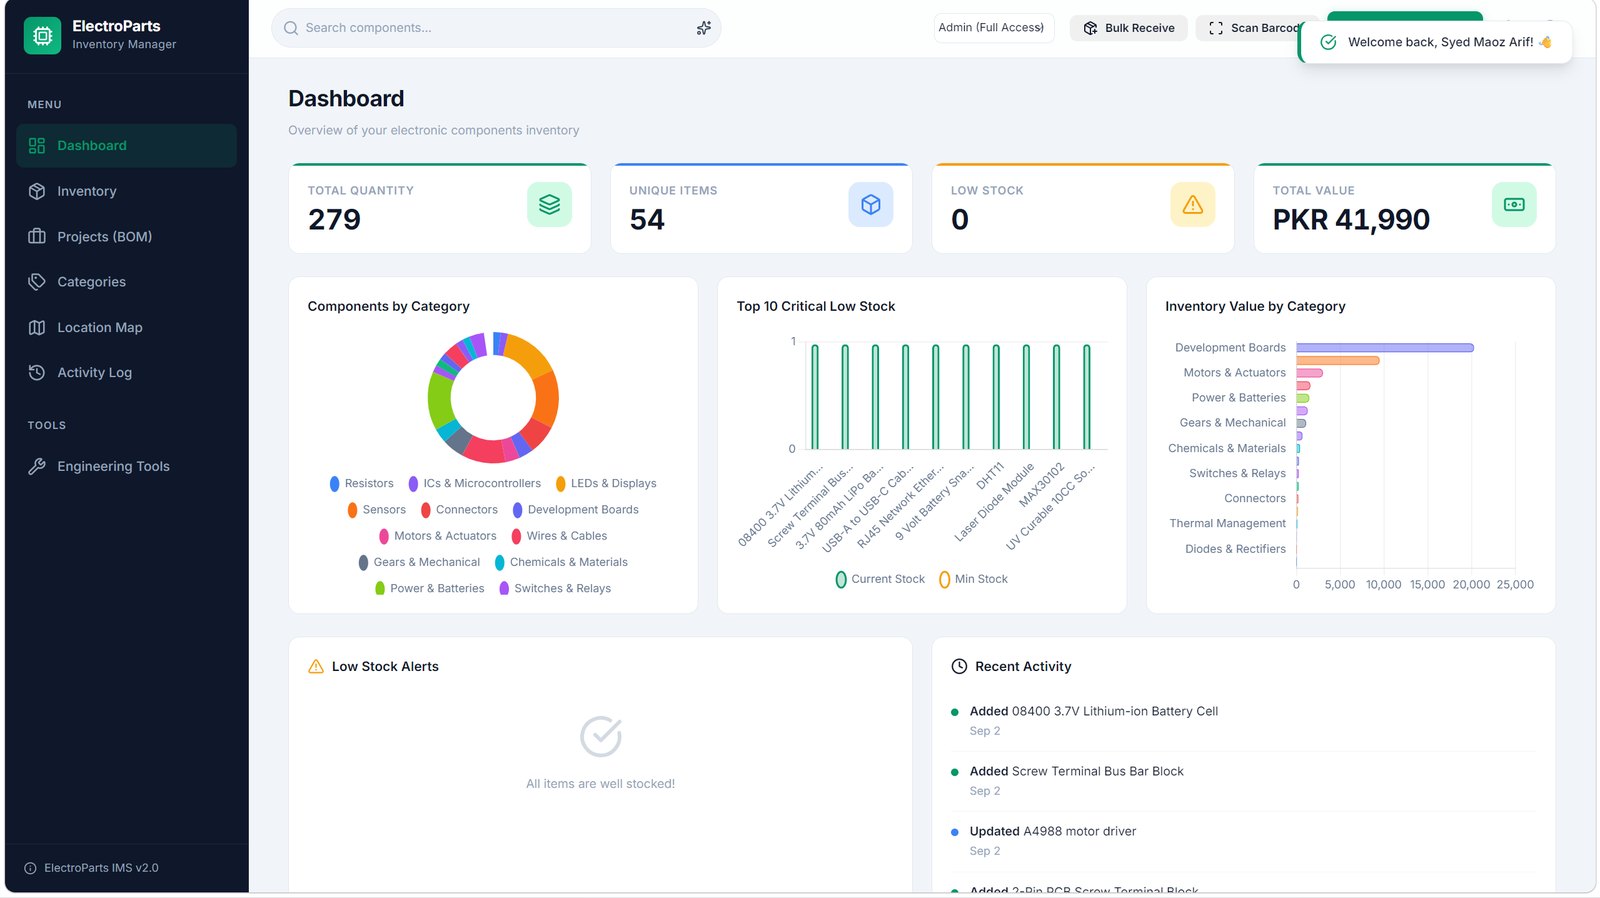 ElectroParts
Inventory Manager
MENU
Dashboard
Inventory
Projects (BOM)
Categories
Location Map
Activity Log
TOOLS
Engineering Tools
ElectroParts IMS v2.0
Search components...
Admin (Full Access)
Bulk Receive
Scan Barcod
Welcome back, Syed Maoz Arif! 👋
Dashboard
Overview of your electronic components inventory
TOTAL QUANTITY
279
UNIQUE ITEMS
54
LOW STOCK
0
TOTAL VALUE
PKR 41,990
Components by Category
Resistors ICs & Microcontrollers LEDs & Displays
Sensors Connectors Development Boards
Motors & Actuators Wires & Cables
Gears & Mechanical Chemicals & Materials
Power & Batteries Switches & Relays
Top 10 Critical Low Stock
1
0
08400 3.7V Lithium...
Screw Terminal Bus...
3.7V 80mAh LiPo Ba...
USB-A to USB-C Cab...
RJ45 Network Ether...
9 Volt Battery Sna...
DHT11
Laser Diode Module
MAX30102
UV Curable 10CC So...
Current Stock Min Stock
Inventory Value by Category
Development Boards
Motors & Actuators
Power & Batteries
Gears & Mechanical
Chemicals & Materials
Switches & Relays
Connectors
Thermal Management
Diodes & Rectifiers
0 5,000 10,000 15,000 20,000 25,000
Low Stock Alerts
All items are well stocked!
Recent Activity
Added 08400 3.7V Lithium-ion Battery Cell
Sep 2
Added Screw Terminal Bus Bar Block
Sep 2
Updated A4988 motor driver
Sep 2
Added 2-Pin PCB Screw Terminal Block